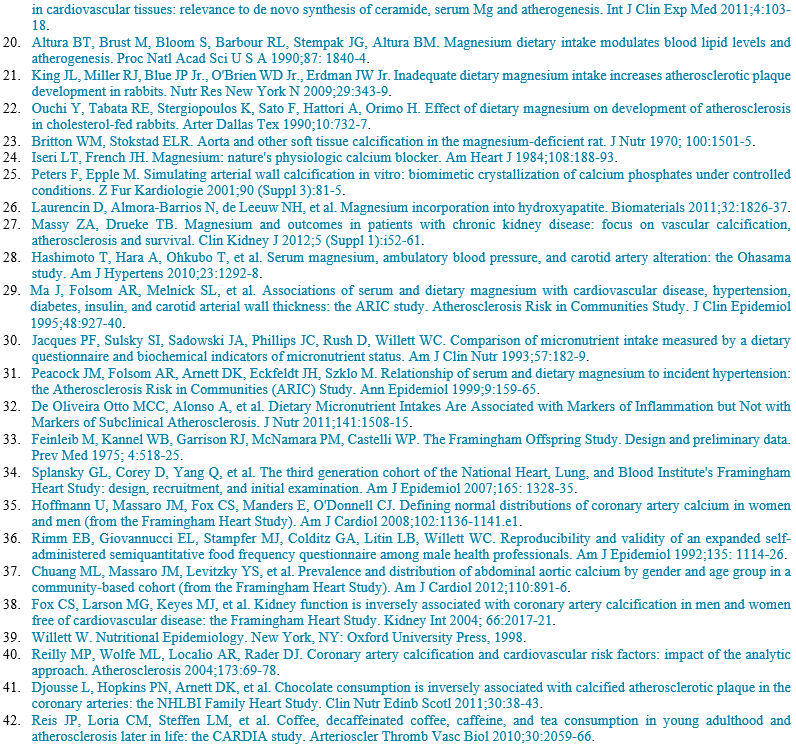 in cardiovascular tissues: relevance to de novo synthesis of ceramide, serum Mg and atherogenesis. Int J Clin Exp Med 2011;4:103-
18.
20. Altura BT, Brust M, Bloom S, Barbour RL, Stempak JG, Altura BM. Magnesium dietary intake modulates blood lipid levels and
atherogenesis. Proc Natl Acad Sci U S A 1990;87: 1840-4.
21. King JL, Miller RJ, Blue JP Jr., O'Brien WD Jr., Erdman JW Jr. Inadequate dietary magnesium intake increases atherosclerotic plaque
development in rabbits. Nutr Res New York N 2009;29:343-9.
22. Ouchi Y, Tabata RE, Stergiopoulos K, Sato F, Hattori A, Orimo H. Effect of dietary magnesium on development of atherosclerosis
in cholesterol-fed rabbits. Arter Dallas Tex 1990;10:732-7.
23. Britton WM, Stokstad ELR. Aorta and other soft tissue calcification in the magnesium-deficient rat. J Nutr 1970; 100:1501-5.
24. Iseri LT, French JH. Magnesium: nature's physiologic calcium blocker. Am Heart J 1984;108:188-93.
25. Peters F, Epple M. Simulating arterial wall calcification in vitro: biomimetic crystallization of calcium phosphates under controlled
conditions. Z Fur Kardiologie 2001;90 (Suppl 3):81-5.
26. Laurencin D, Almora-Barrios N, de Leeuw NH, et al. Magnesium incorporation into hydroxyapatite. Biomaterials 2011;32:1826-37.
27. Massy ZA, Drueke TB. Magnesium and outcomes in patients with chronic kidney disease: focus on vascular calcification,
atherosclerosis and survival. Clin Kidney J 2012;5 (Suppl 1):i52-61.
28. Hashimoto T, Hara A, Ohkubo T, et al. Serum magnesium, ambulatory blood pressure, and carotid artery alteration: the Ohasama
study. Am J Hypertens 2010;23:1292-8.
29. Ma J, Folsom AR, Melnick SL, et al. Associations of serum and dietary magnesium with cardiovascular disease, hypertension,
diabetes, insulin, and carotid arterial wall thickness: the ARIC study. Atherosclerosis Risk in Communities Study. J Clin Epidemiol
1995;48:927-40.
30. Jacques PF, Sulsky SI, Sadowski JA, Phillips JC, Rush D, Willett WC. Comparison of micronutrient intake measured by a dietary
questionnaire and biochemical indicators of micronutrient status. Am J Clin Nutr 1993;57:182-9.
31. Peacock JM, Folsom AR, Arnett DK, Eckfeldt JH, Szklo M. Relationship of serum and dietary magnesium to incident hypertension:
the Atherosclerosis Risk in Communities (ARIC) Study. Ann Epidemiol 1999;9:159-65.
32. De Oliveira Otto MCC, Alonso A, et al. Dietary Micronutrient Intakes Are Associated with Markers of Inflammation but Not with
Markers of Subclinical Atherosclerosis. J Nutr 2011;141:1508-15.
33. Feinleib M, Kannel WB, Garrison RJ, McNamara PM, Castelli WP. The Framingham Offspring Study. Design and preliminary data.
Prev Med 1975; 4:518-25.
34. Splansky GL, Corey D, Yang Q, et al. The third generation cohort of the National Heart, Lung, and Blood Institute's Framingham
Heart Study: design, recruitment, and initial examination. Am J Epidemiol 2007;165: 1328-35.
35. Hoffmann U, Massaro JM, Fox CS, Manders E, O'Donnell CJ. Defining normal distributions of coronary artery calcium in women
and men (from the Framingham Heart Study). Am J Cardiol 2008;102:1136-1141.e1.
36. Rimm EB, Giovannucci EL, Stampfer MJ, Colditz GA, Litin LB, Willett WC. Reproducibility and validity of an expanded self-
administered semiquantitative food frequency questionnaire among male health professionals. Am J Epidemiol 1992;135: 1114-26.
37. Chuang ML, Massaro JM, Levitzky YS, et al. Prevalence and distribution of abdominal aortic calcium by gender and age group in a
community-based cohort (from the Framingham Heart Study). Am J Cardiol 2012;110:891-6.
38. Fox CS, Larson MG, Keyes MJ, et al. Kidney function is inversely associated with coronary artery calcification in men and women
free of cardiovascular disease: the Framingham Heart Study. Kidney Int 2004; 66:2017-21.
39. Willett W. Nutritional Epidemiology. New York, NY: Oxford University Press, 1998.
40. Reilly MP, Wolfe ML, Localio AR, Rader DJ. Coronary artery calcification and cardiovascular risk factors: impact of the analytic
approach. Atherosclerosis 2004;173:69-78.
41. Djousse L, Hopkins PN, Arnett DK, et al. Chocolate consumption is inversely associated with calcified atherosclerotic plaque in the
coronary arteries: the NHLBI Family Heart Study. Clin Nutr Edinb Scotl 2011;30:38-43.
42. Reis JP, Loria CM, Steffen LM, et al. Coffee, decaffeinated coffee, caffeine, and tea consumption in young adulthood and
atherosclerosis later in life: the CARDIA study. Arterioscler Thromb Vasc Biol 2010;30:2059-66.